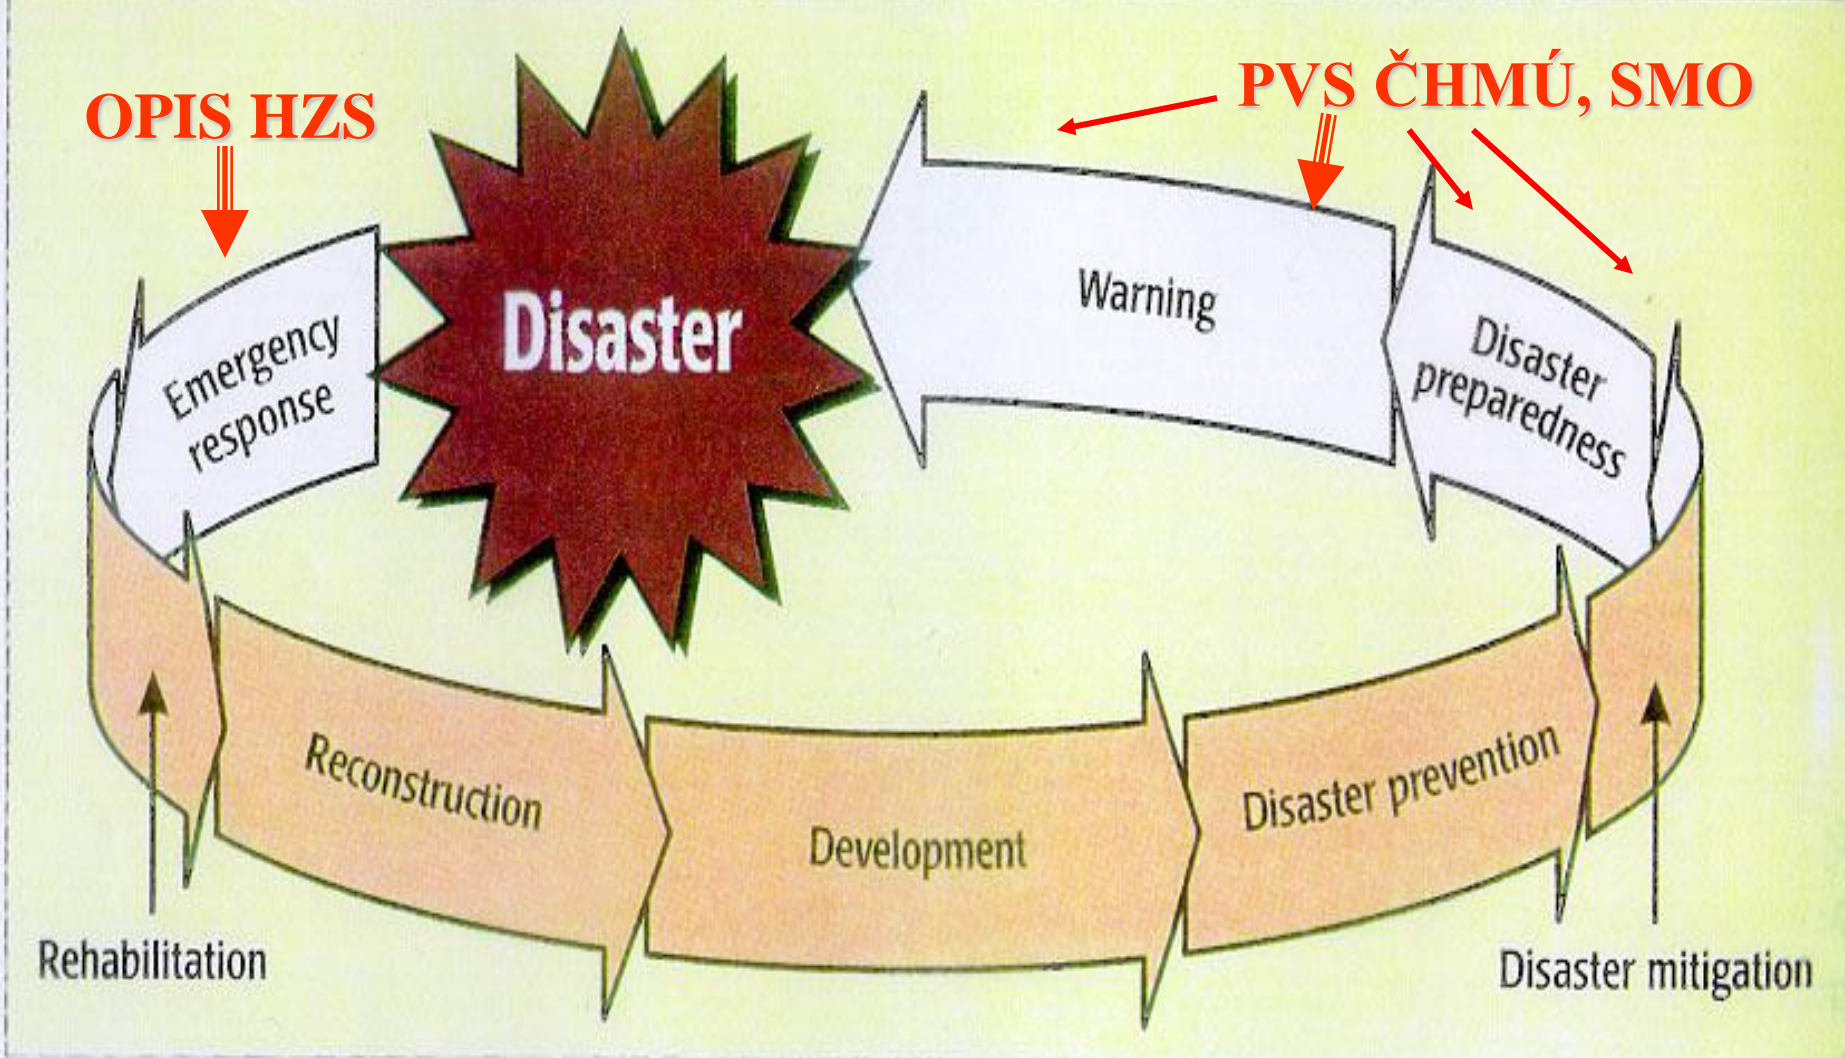 OPIS HZS
PVS ČHMÚ, SMO
Disaster
Warning
Disaster
preparedness
Emergency
response
Reconstruction
Development
Disaster prevention
Rehabilitation
Disaster mitigation